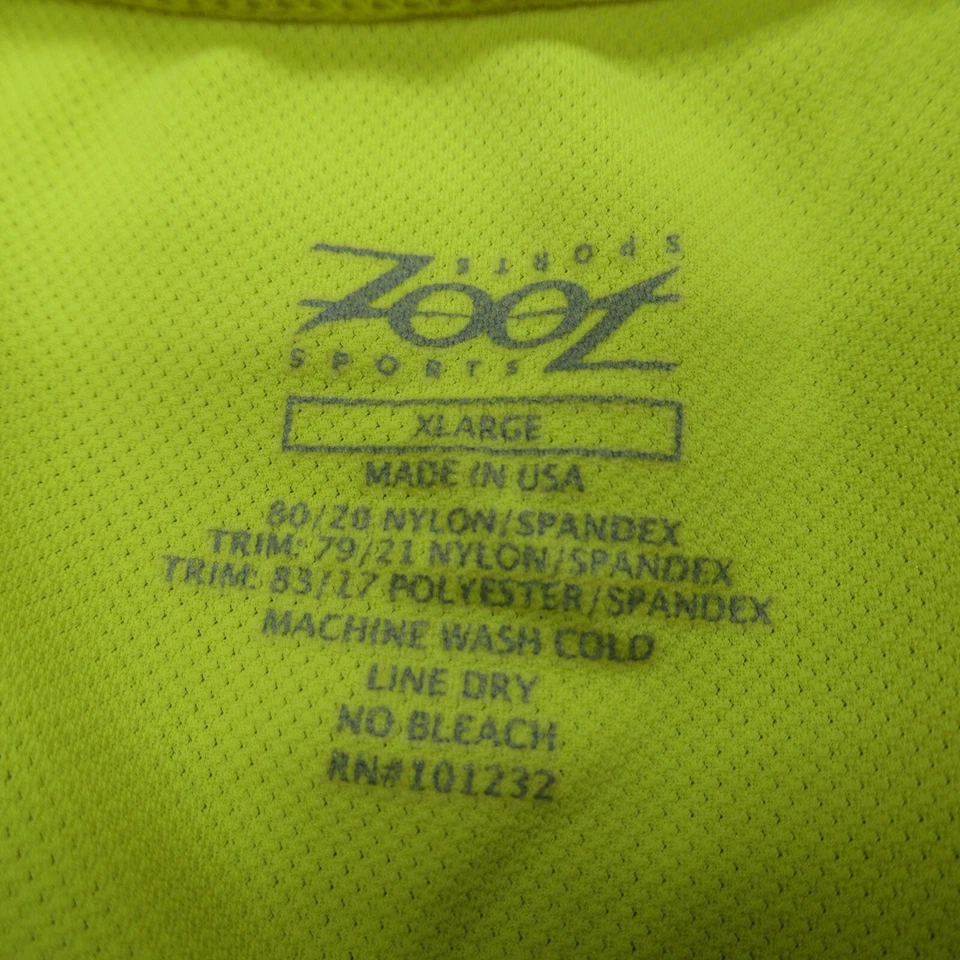 SPORTS
ZOOT
SPORTS
XLARGE
MADE IN USA
80/20 NYLON/SPANDEX
TRIM: 79/21 NYLON/SPANDEX
TRIM: 83/17 POLYESTER/SPANDEX
MACHINE WASH COLD
LINE DRY
NO BLEACH
RN#101232